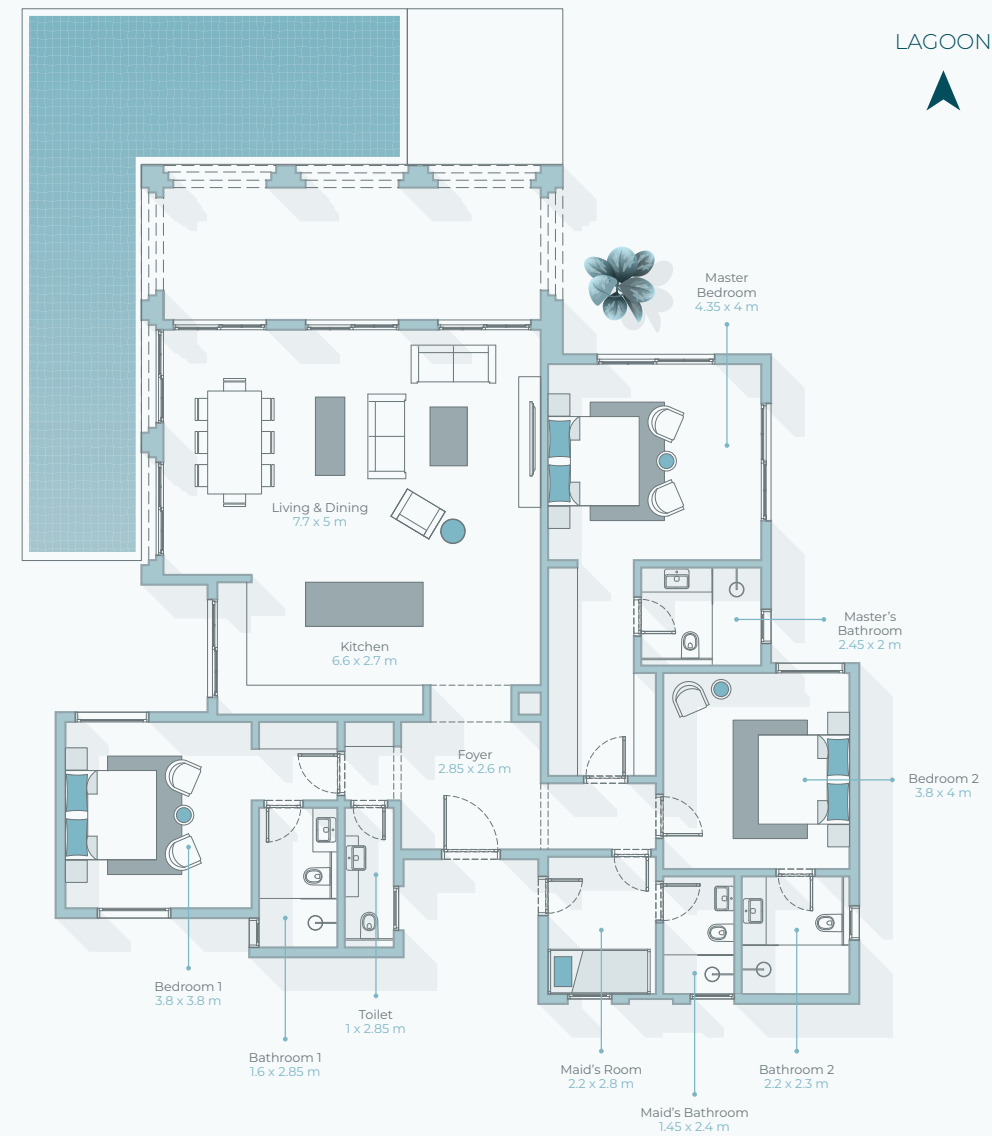 LAGOON
Master
Bedroom
4.35 x 4 m
Living & Dining
7.7 x 5 m
Kitchen
6.6 x 2.7 m
Master's
Bathroom
2.45 x 2 m
Foyer
2.85 x 2.6 m
Bedroom 2
3.8 x 4 m
Bedroom 1
3.8 x 3.8 m
Toilet
1 x 2.85 m
Bathroom 1
1.6 x 2.85 m
Maid's Room
2.2 x 2.8 m
Bathroom 2
2.2 x 2.3 m
Maid's Bathroom
1.45 x 2.4 m